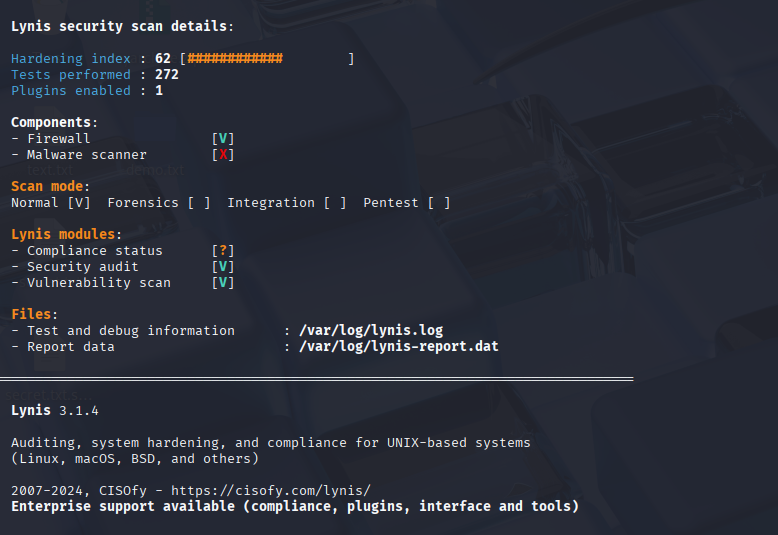 Lynis security scan details:
Hardening index : 62 [############        ]
Tests performed : 272
Plugins enabled : 1
Components:
- Firewall               [V]
- Malware scanner        [X]
Scan mode:
Normal [V]  Forensics [ ]  Integration [ ]  Pentest [ ]
Lynis modules:
- Compliance status      [?]
- Security audit         [V]
- Vulnerability scan     [V]
Files:
- Test and debug information      : /var/log/lynis.log
- Report data                     : /var/log/lynis-report.dat
================================================================================
Lynis 3.1.4
Auditing, system hardening, and compliance for UNIX-based systems
(Linux, macOS, BSD, and others)
2007-2024, CISOfy - https://cisofy.com/lynis/
Enterprise support available (compliance, plugins, interface and tools)